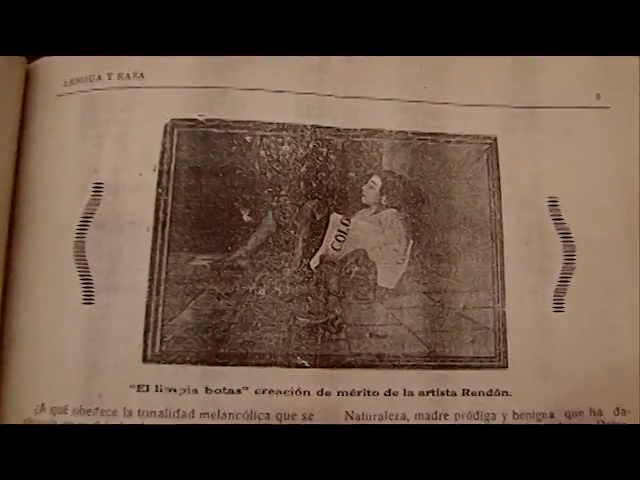 LENGUA Y RAZA
COLO
"El limpia botas" creación de mérito de la artista Rendón.
¿A qué obedece la tonalidad melancólica que se
Naturaleza, madre pródiga y benigna que ha da-